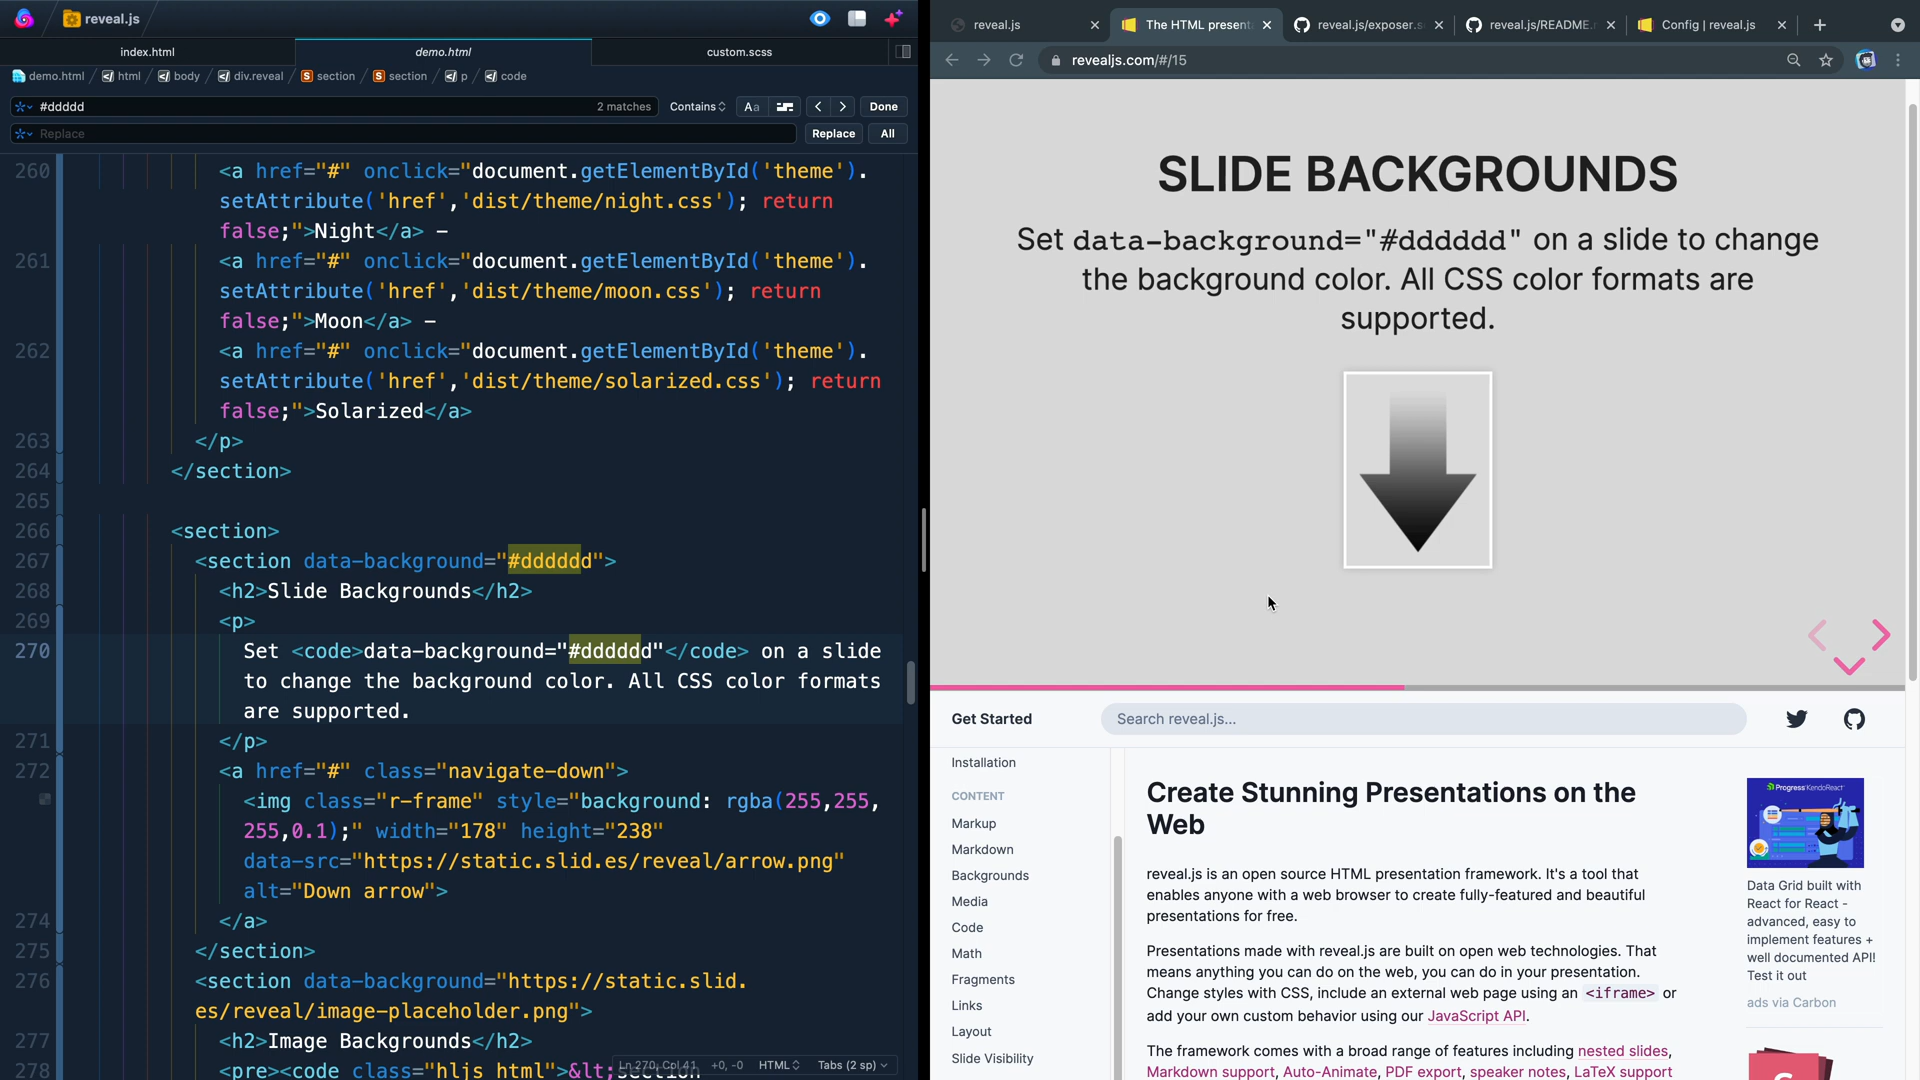 reveal.js
index.html
demo.html
custom.scss
demo.html html body div.reveal section section p code
#ddddd
2 matches
Contains
Aa
Done
Replace
Replace
All
260 <a href="#" onclick="document.getElementById('theme').
setAttribute('href','dist/theme/night.css'); return
false;">Night</a> –
261 <a href="#" onclick="document.getElementById('theme').
setAttribute('href','dist/theme/moon.css'); return
false;">Moon</a> –
262 <a href="#" onclick="document.getElementById('theme').
setAttribute('href','dist/theme/solarized.css'); return
false;">Solarized</a>
263 </p>
264 </section>
265
266 <section>
267 <section data-background="#dddddd">
268 <h2>Slide Backgrounds</h2>
269 <p>
270 Set <code>data-background="#dddddd"</code> on a slide
to change the background color. All CSS color formats
are supported.
271 </p>
272 <a href="#" class="navigate-down">
<img class="r-frame" style="background: rgba(255,255,
255,0.1);" width="178" height="238"
data-src="https://static.slid.es/reveal/arrow.png"
alt="Down arrow">
274 </a>
275 </section>
276 <section data-background="https://static.slid.
es/reveal/image-placeholder.png">
277 <h2>Image Backgrounds</h2>
278 <pre><code class="hljs html">&lt;section
Ln 270, Col 41
+0, -0
HTML
Tabs (2 sp)
reveal.js
The HTML present
reveal.js/exposer.s
reveal.js/README.
Config | reveal.js
revealjs.com/#/15
SLIDE BACKGROUNDS
Set data-background="#dddddd" on a slide to change
the background color. All CSS color formats are
supported.
Get Started
Search reveal.js...
Installation
CONTENT
Markup
Markdown
Backgrounds
Media
Code
Math
Fragments
Links
Layout
Slide Visibility
Create Stunning Presentations on the
Web
reveal.js is an open source HTML presentation framework. It's a tool that
enables anyone with a web browser to create fully-featured and beautiful
presentations for free.
Presentations made with reveal.js are built on open web technologies. That
means anything you can do on the web, you can do in your presentation.
Change styles with CSS, include an external web page using an <iframe> or
add your own custom behavior using our JavaScript API.
The framework comes with a broad range of features including nested slides,
Markdown support, Auto-Animate, PDF export, speaker notes, LaTeX support
Progress KendoReact
Data Grid built with
React for React -
advanced, easy to
implement features +
well documented API!
Test it out
ads via Carbon